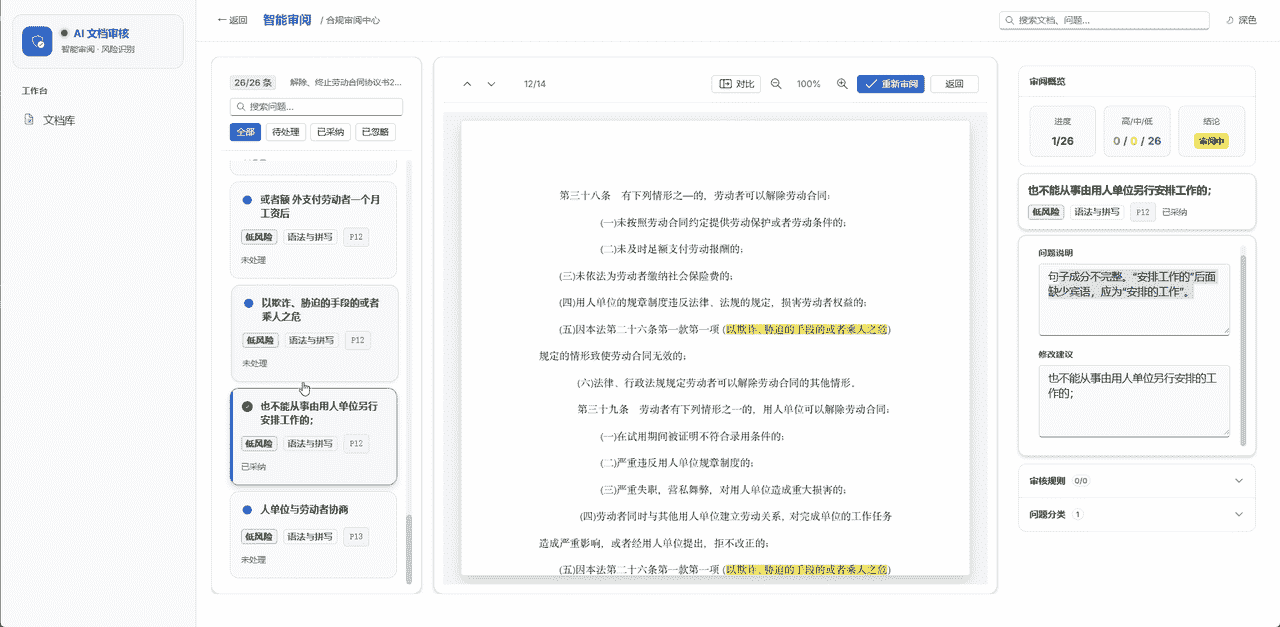 AI 文档审核
智能审阅 · 风险识别
工作台
文档库
返回
智能审阅
/ 合规审阅中心
搜索文档、问题...
深色
26/26 条
解除、终止劳动合同协议书2...
搜索问题...
全部
待处理
已采纳
已忽略
或者额 外支付劳动者一个月
工资后
低风险
语法与拼写
P12
未处理
以欺诈、胁迫的手段的或者
乘人之危
低风险
语法与拼写
P12
未处理
也不能从事由用人单位另行
安排工作的;
低风险
语法与拼写
P12
已采纳
人单位与劳动者协商
低风险
语法与拼写
P13
未处理
12/14
对比
100%
重新审阅
返回
第三十八条 有下列情形之一的，劳动者可以解除劳动合同:
(一)未按照劳动合同约定提供劳动保护或者劳动条件的;
(二)未及时足额支付劳动报酬的;
(三)未依法为劳动者缴纳社会保险费的;
(四)用人单位的规章制度违反法律、法规的规定，损害劳动者权益的;
(五)因本法第二十六条第一款第一项 (以欺诈、胁迫的手段的或者乘人之危)
规定的情形致使劳动合同无效的;
(六)法律、行政法规规定劳动者可以解除劳动合同的其他情形。
第三十九条 劳动者有下列情形之一的，用人单位可以解除劳动合同:
(一)在试用期间被证明不符合录用条件的;
(二)严重违反用人单位规章制度的;
(三)严重失职，营私舞弊，对用人单位造成重大损害的;
(四)劳动者同时与其他用人单位建立劳动关系，对完成单位的工作任务
造成严重影响，或者经用人单位提出，拒不改正的;
(五)因本法第二十六条第一款第一项 (以欺诈、胁迫的手段的或者乘人之危)
审阅概览
进度
1/26
高/中/低
0 / 0 / 26
结论
审阅中
也不能从事由用人单位另行安排工作的;
低风险
语法与拼写
P12
已采纳
问题说明
句子成分不完整。“安排工作的”后面
缺少宾语，应为“安排的工作”。
修改建议
也不能从事由用人单位另行安排的工
作的;
审核规则
0/0
问题分类
1